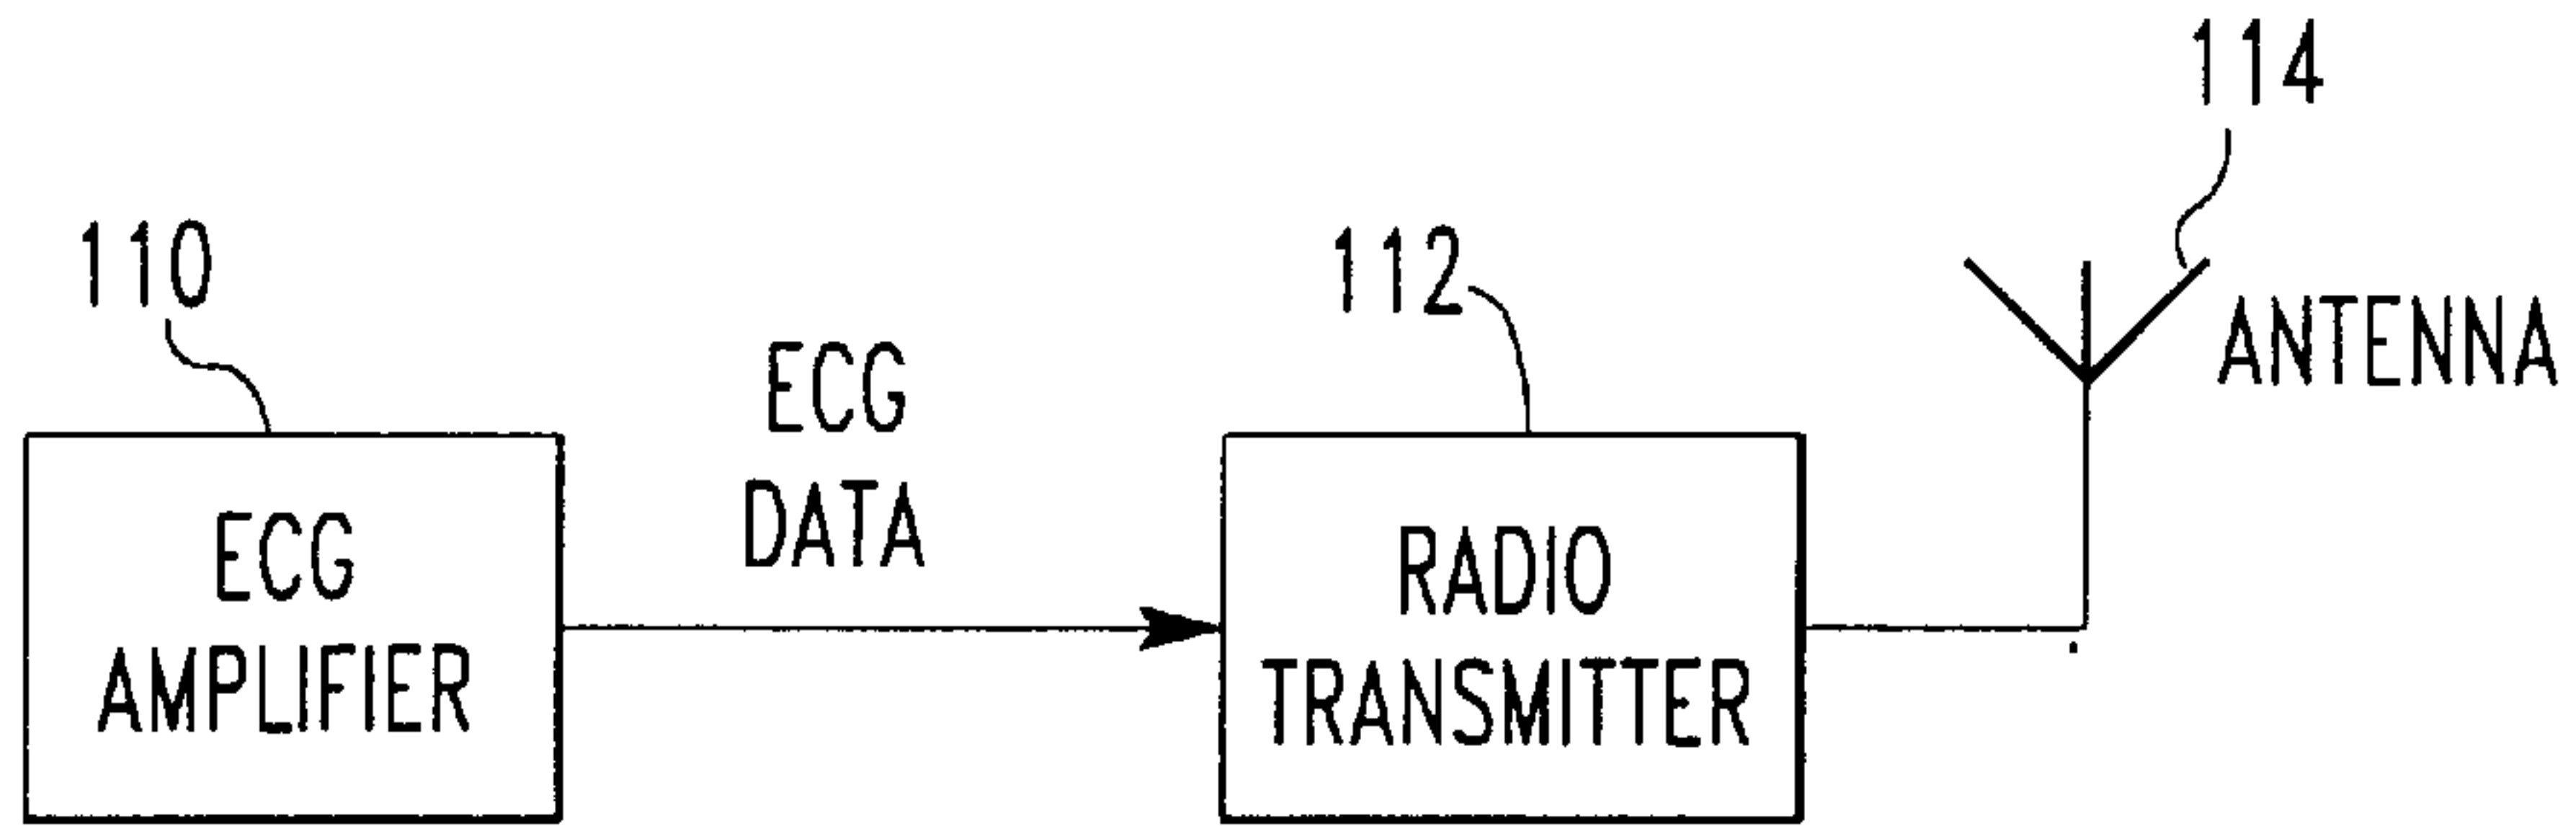 114
110
112
ANTENNA
ECG
DATA
ECG
AMPLIFIER
RADIO
TRANSMITTER